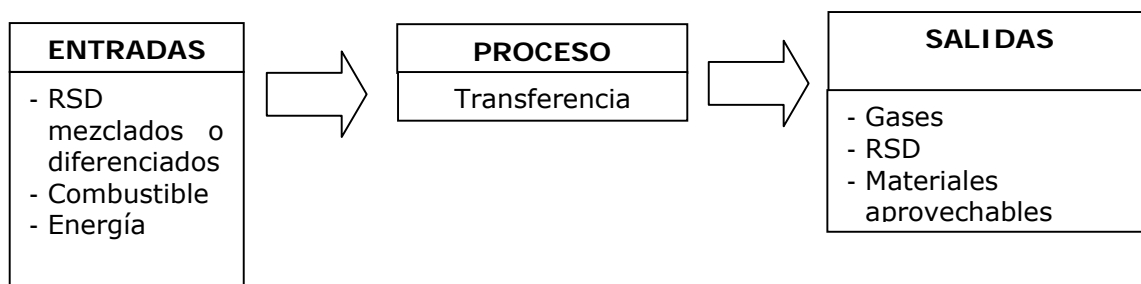 ENTRADAS
- RSD
mezclados o
diferenciados
- Combustible
- Energía
PROCESO
Transferencia
SALIDAS
- Gases
- RSD
- Materiales
aprovechables